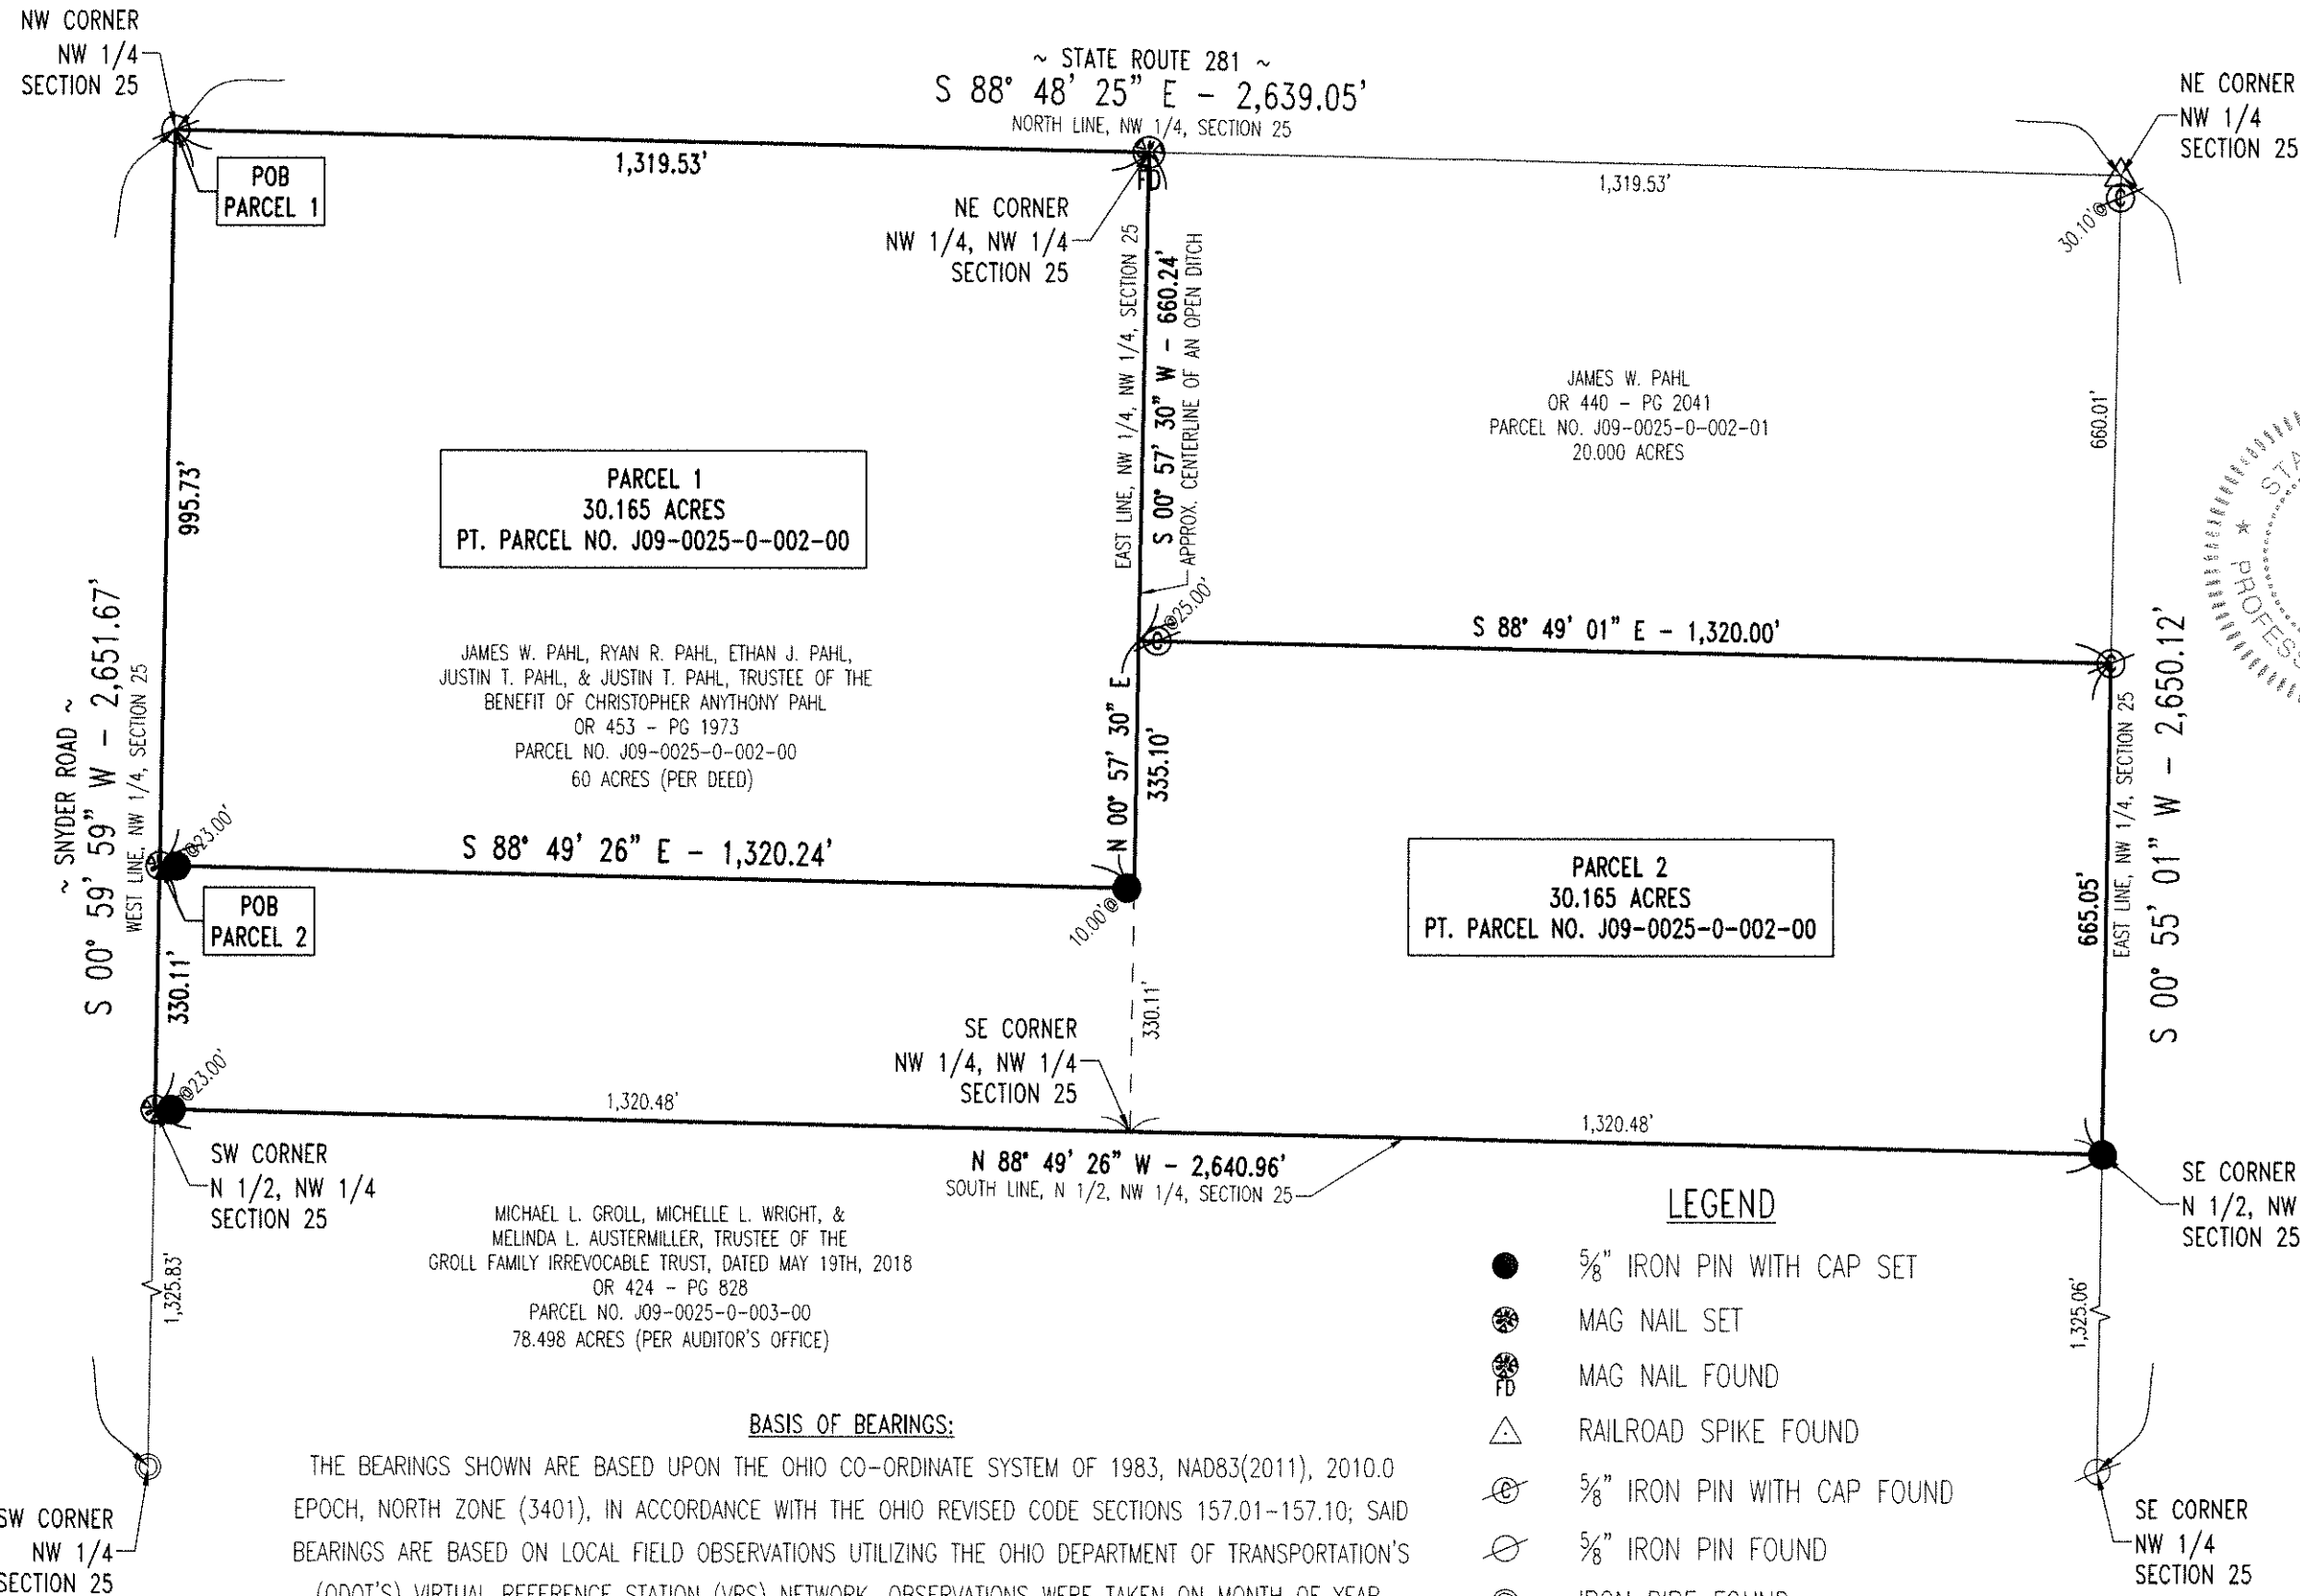 NW CORNER
NW 1/4
SECTION 25
~ STATE ROUTE 281 ~
S 88° 48' 25" E - 2,639.05'
NORTH LINE, NW 1/4, SECTION 25
NE CORNER
NW 1/4
SECTION 25
POB
PARCEL 1
1,319.53'
FD
1,319.53'
30.10'@
NE CORNER
NW 1/4, NW 1/4
SECTION 25
EAST LINE, NW 1/4, NW 1/4, SECTION 25
S 00° 57' 30" W - 660.24'
APPROX. CENTERLINE OF AN OPEN DITCH
JAMES W. PAHL
OR 440 - PG 2041
PARCEL NO. J09-0025-0-002-01
20.000 ACRES
660.01'
STA
PROFESS
995.73'
PARCEL 1
30.165 ACRES
PT. PARCEL NO. J09-0025-0-002-00
@25.00'
S 88° 49' 01" E - 1,320.00'
JAMES W. PAHL, RYAN R. PAHL, ETHAN J. PAHL,
JUSTIN T. PAHL, & JUSTIN T. PAHL, TRUSTEE OF THE
BENEFIT OF CHRISTOPHER ANYTHONY PAHL
OR 453 - PG 1973
PARCEL NO. J09-0025-0-002-00
60 ACRES (PER DEED)
~ SNYDER ROAD ~
S 00° 59' 59" W - 2,651.67'
WEST LINE, NW 1/4, SECTION 25
N 00° 57' 30" E
335.10'
@23.00'
S 88° 49' 26" E - 1,320.24'
POB
PARCEL 2
10.00'@
PARCEL 2
30.165 ACRES
PT. PARCEL NO. J09-0025-0-002-00
665.05'
EAST LINE, NW 1/4, SECTION 25
S 00° 55' 01" W - 2,650.12'
330.11'
330.11'
SE CORNER
NW 1/4, NW 1/4
SECTION 25
@23.00'
1,320.48'
1,320.48'
N 88° 49' 26" W - 2,640.96'
SOUTH LINE, N 1/2, NW 1/4, SECTION 25
SW CORNER
N 1/2, NW 1/4
SECTION 25
SE CORNER
N 1/2, NW
SECTION 25
MICHAEL L. GROLL, MICHELLE L. WRIGHT, &
MELINDA L. AUSTERMILLER, TRUSTEE OF THE
GROLL FAMILY IRREVOCABLE TRUST, DATED MAY 19TH, 2018
OR 424 - PG 828
PARCEL NO. J09-0025-0-003-00
78.498 ACRES (PER AUDITOR'S OFFICE)
1,325.83'
1,325.06'
LEGEND
5/8" IRON PIN WITH CAP SET
MAG NAIL SET
FD MAG NAIL FOUND
RAILROAD SPIKE FOUND
5/8" IRON PIN WITH CAP FOUND
5/8" IRON PIN FOUND
IRON PIPE FOUND
BASIS OF BEARINGS:
THE BEARINGS SHOWN ARE BASED UPON THE OHIO CO-ORDINATE SYSTEM OF 1983, NAD83(2011), 2010.0
EPOCH, NORTH ZONE (3401), IN ACCORDANCE WITH THE OHIO REVISED CODE SECTIONS 157.01-157.10; SAID
BEARINGS ARE BASED ON LOCAL FIELD OBSERVATIONS UTILIZING THE OHIO DEPARTMENT OF TRANSPORTATION'S
(ODOT'S) VIRTUAL REFERENCE STATION (VRS) NETWORK. OBSERVATIONS WERE TAKEN ON MONTH OF YEAR
SW CORNER
NW 1/4
SECTION 25
SE CORNER
NW 1/4
SECTION 25